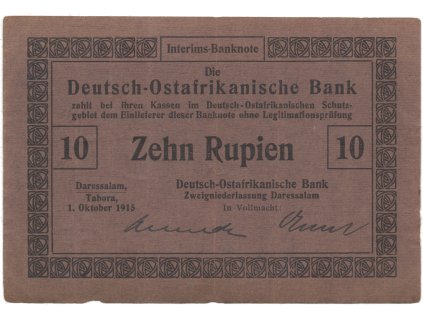 Interims-Banknote
Die
Deutsch-Ostafrikanische Bank
zahlt bei ihren Kassen im Deutsch-Ostafrikanischen Schutz-
gebiet dem Einlieferer dieser Banknote ohne Legitimationsprüfung
10 Zehn Rupien 10
Daressalam,
Tabora,
1. Oktober 1915
Deutsch-Ostafrikanische Bank
Zweigniederlassung Daressalam
In Vollmacht: